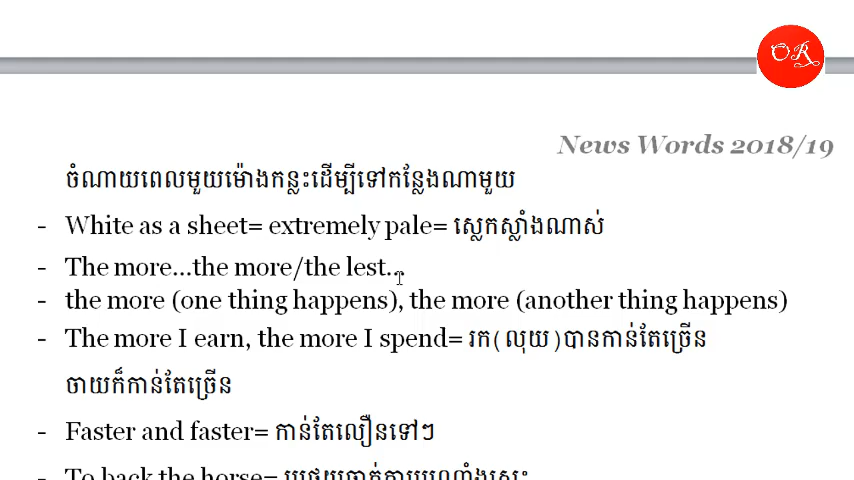 OR
News Words 2018/19
ចំណាយពេលមួយម៉ោងកន្លះដើម្បីទៅកន្លែងណាមួយ
- White as a sheet= extremely pale= ស្លេកស្លាំងណាស់
- The more...the more/the lest...
- the more (one thing happens), the more (another thing happens)
- The more I earn, the more I spend= រក(លុយ)បានកាន់តែច្រើន
ចាយក៏កាន់តែច្រើន
- Faster and faster= កាន់តែលឿនទៅៗ
- To back the horse=